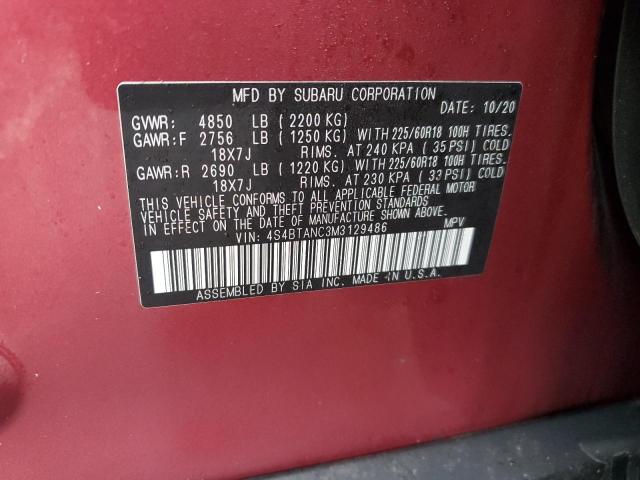 MFD BY SUBARU CORPORATION
DATE: 10/20
GVWR: 4850 LB (2200 KG)
GAWR:F 2756 LB (1250 KG) WITH 225/60R18 100H TIRES.
18X7J RIMS. AT 240 KPA (35 PSI) COLD
GAWR:R 2690 LB (1220 KG) WITH 225/60R18 100H TIRES.
18X7J RIMS. AT 230 KPA (33 PSI) COLD
THIS VEHICLE CONFORMS TO ALL APPLICABLE FEDERAL MOTOR
VEHICLE SAFETY AND THEFT PREVENTION STANDARDS
IN EFFECT ON THE DATE OF MANUFACTURE SHOWN ABOVE.
VIN: 4S4BTANC3M3129486 MPV
ASSEMBLED BY SIA INC. MADE IN U.S.A.